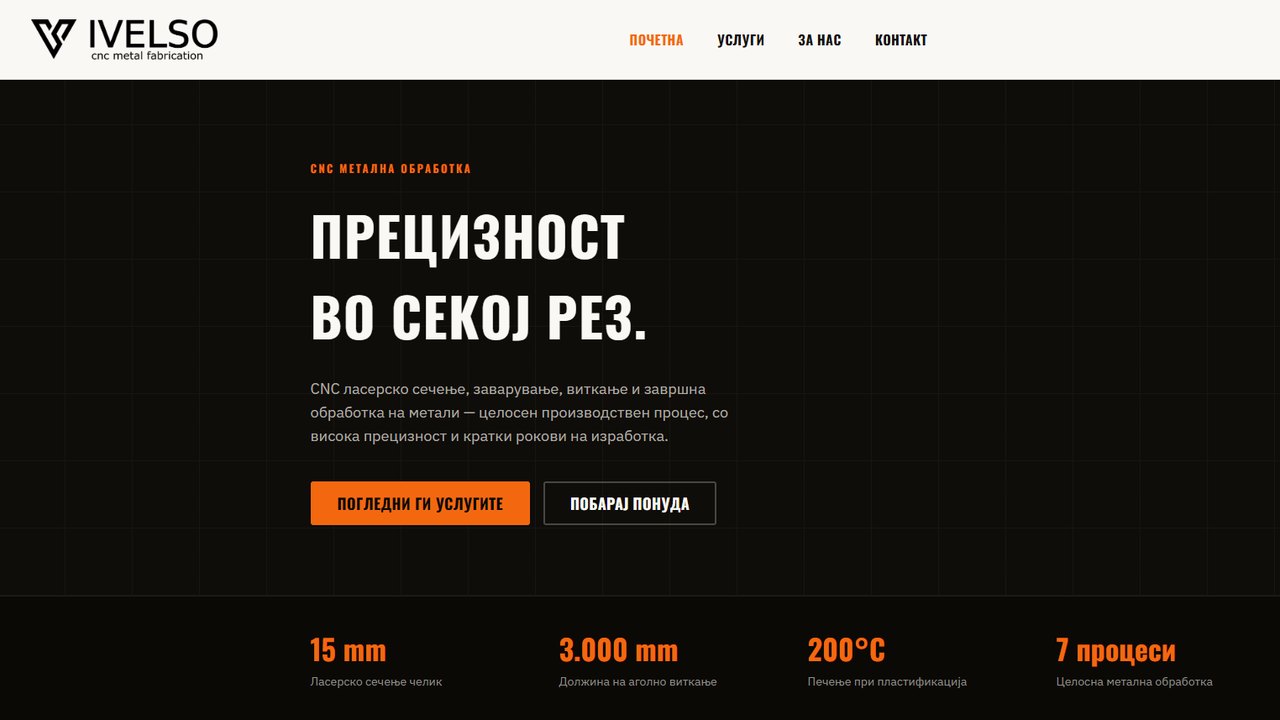 IVELSO
cnc metal fabrication
ПОЧЕТНА
УСЛУГИ
ЗА НАС
КОНТАКТ
CNC МЕТАЛНА ОБРАБОТКА
ПРЕЦИЗНОСТ
ВО СЕКОЈ РЕЗ.
CNC ласерско сечење, заварување, виткање и завршна
обработка на метали — целосен производствен процес, со
висока прецизност и кратки рокови на изработка.
ПОГЛЕДНИ ГИ УСЛУГИТЕ
ПОБАРАЈ ПОНУДА
15 mm
Ласерско сечење челик
3.000 mm
Должина на аголно виткање
200°C
Печење при пластификација
7 процеси
Целосна метална обработка